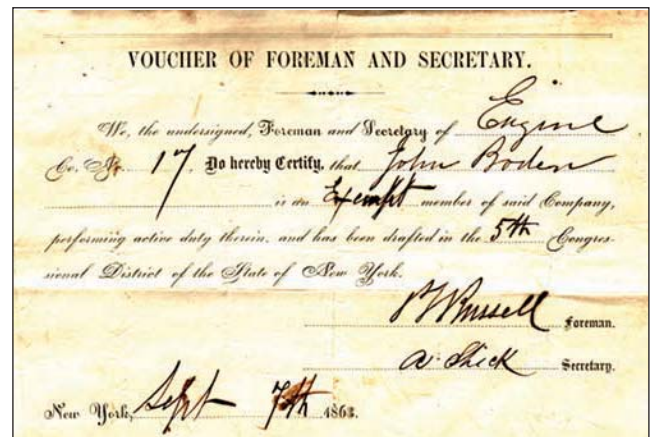 VOUCHER OF FOREMAN AND SECRETARY.
We, the undersigned, Foreman and Secretary of Engine
Co. No. 17. Do hereby Certify, that John Boden
is an Exempt member of said Company,
performing active duty therein, and has been drafted in the 5th Congres-
sional District of the State of New York.
Russell Foreman.
A. Shick Secretary.
New York, Sept 7th 1863.